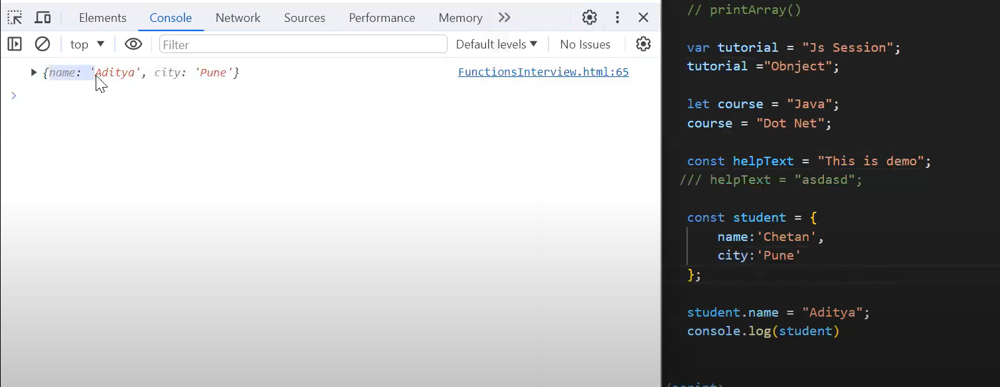 Elements Console Network Sources Performance Memory
top Filter Default levels No Issues
{name: 'Aditya', city: 'Pune'} FunctionsInterview.html:65
// printArray()
var tutorial = "Js Session";
tutorial ="Obnject";
let course = "Java";
course = "Dot Net";
const helpText = "This is demo";
/// helpText = "asdasd";
const student = {
name:'Chetan',
city:'Pune'
};
student.name = "Aditya";
console.log(student)